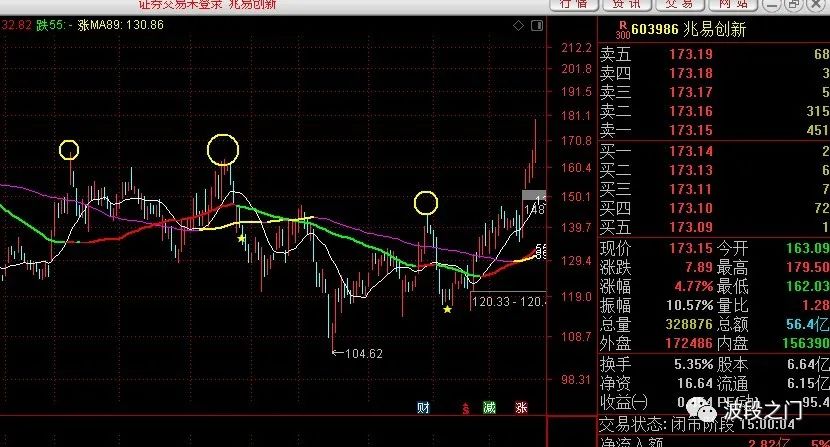 证券交易未登录 兆易创新
行情 资讯 交易 网站
32.82 跌55: - 涨MA89: 130.86
R 300 603986 兆易创新
212.2
201.8
191.5
181.1
170.8
160.4
150.1
139.7
129.4
119.0
108.7
98.31
148
120.33 - 120.
104.62
财 减 涨
卖五 173.19 68
卖四 173.18 3
卖三 173.17 5
卖二 173.16 315
卖一 173.15 451
买一 173.14 2
买二 173.13 6
买三 173.11 7
买四 173.10 72
买五 173.09 1
现价 173.15 今开 163.09
涨跌 7.89 最高 179.50
涨幅 4.77% 最低 162.03
振幅 10.57% 量比 1.28
总量 328876 总额 56.4亿
外盘 172486 内盘 156390
换手 5.35% 股本 6.64亿
净资 16.64 流通 6.15亿
收益(一) PE(动) 95.4
波段之门
交易状态: 闭市阶段 15:00:04
净流入额 2.82亿 5%